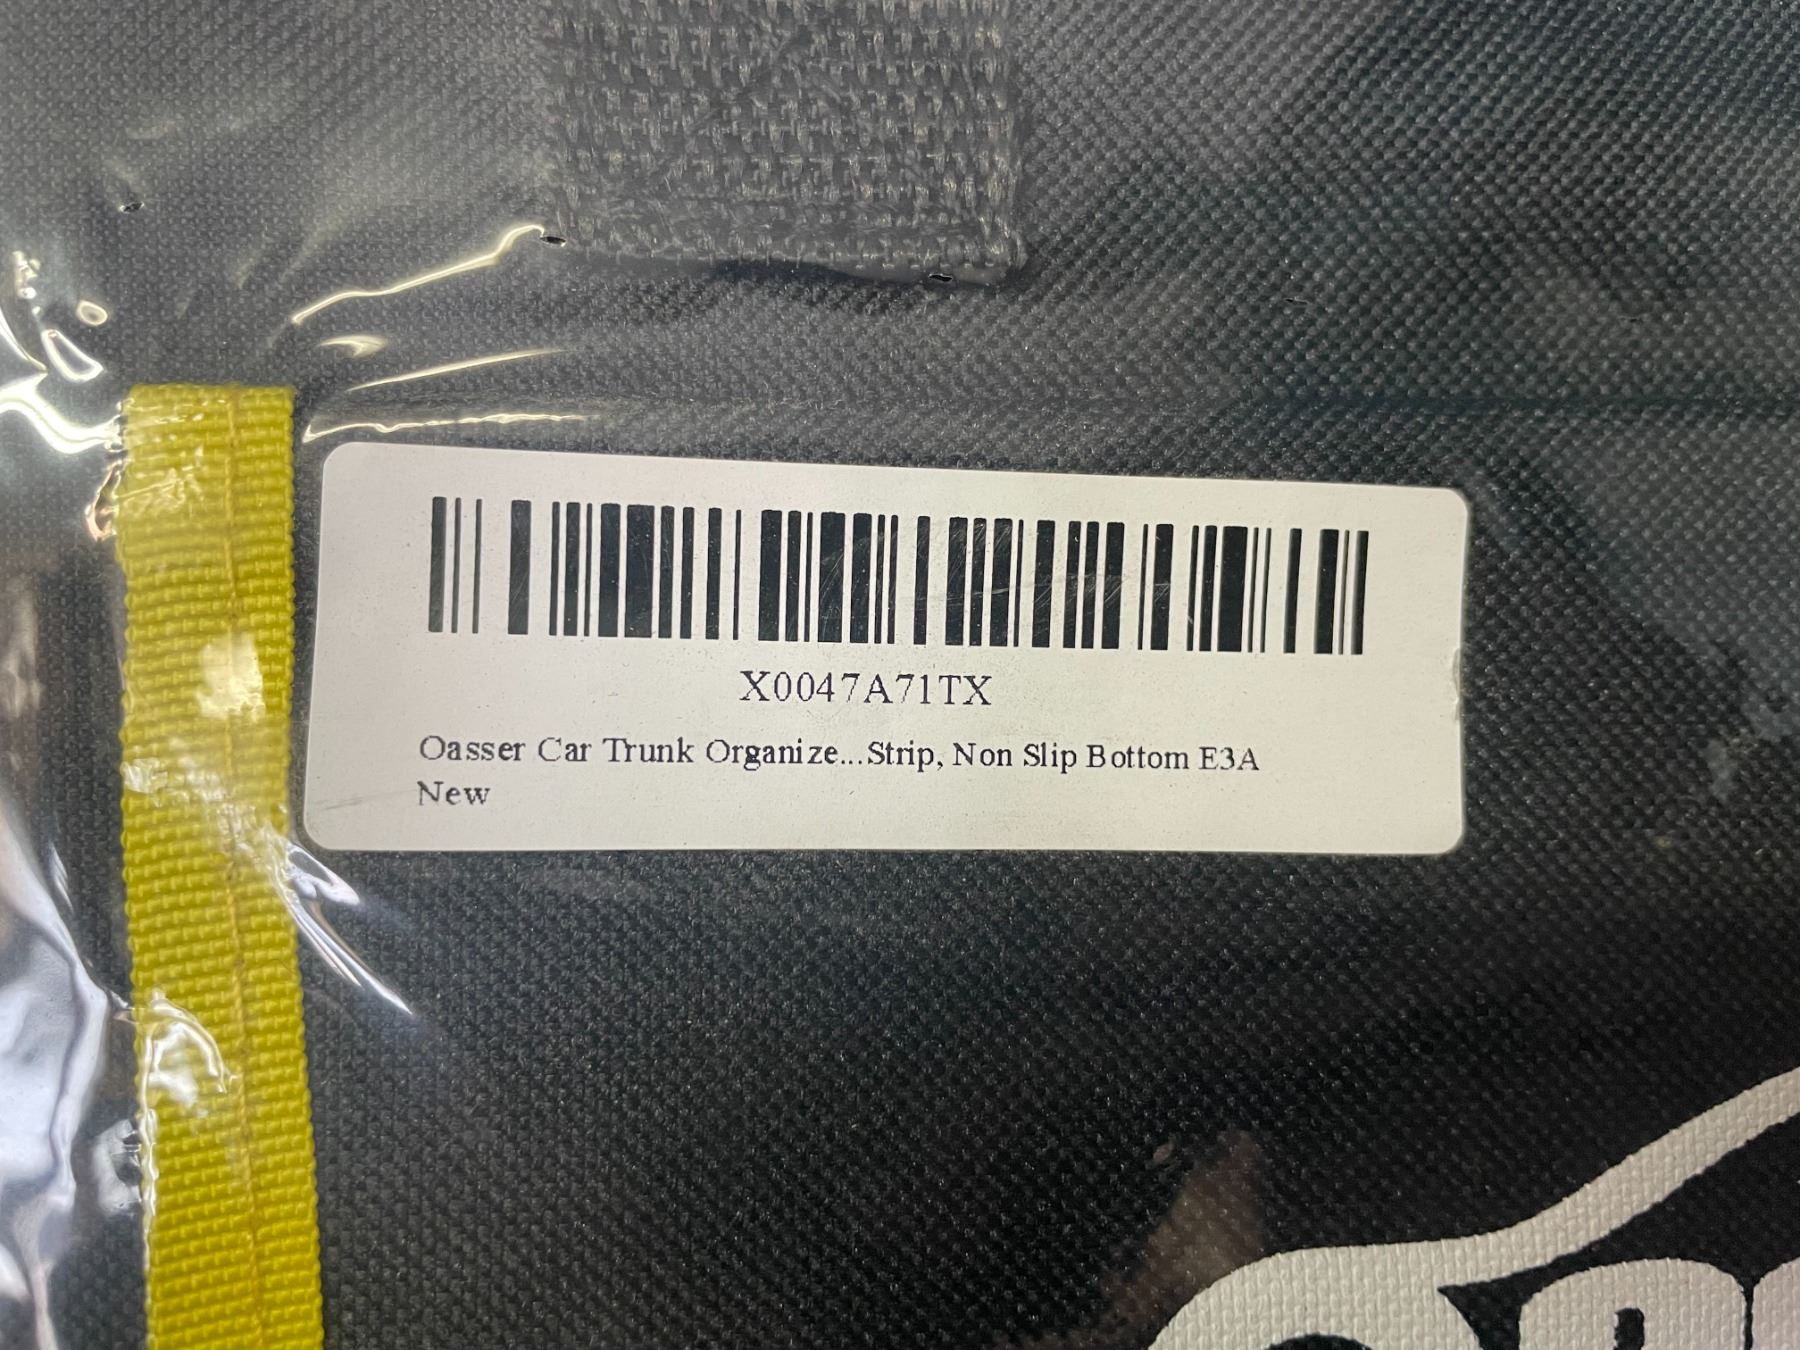 X0047A71TX
Oasser Car Trunk Organize...Strip, Non Slip Bottom E3A
New